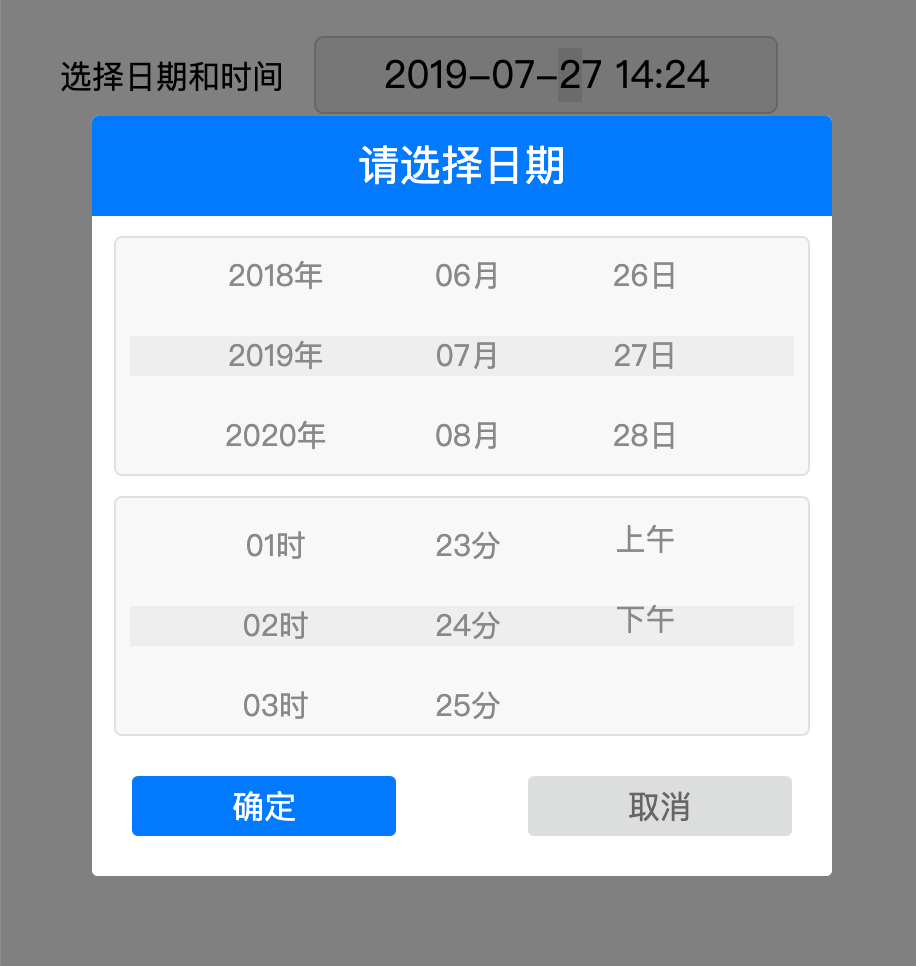 选择日期和时间 2019-07-27 14:24
请选择日期
2018年 06月 26日
2019年 07月 27日
2020年 08月 28日
01时 23分 上午
02时 24分 下午
03时 25分
确定 取消